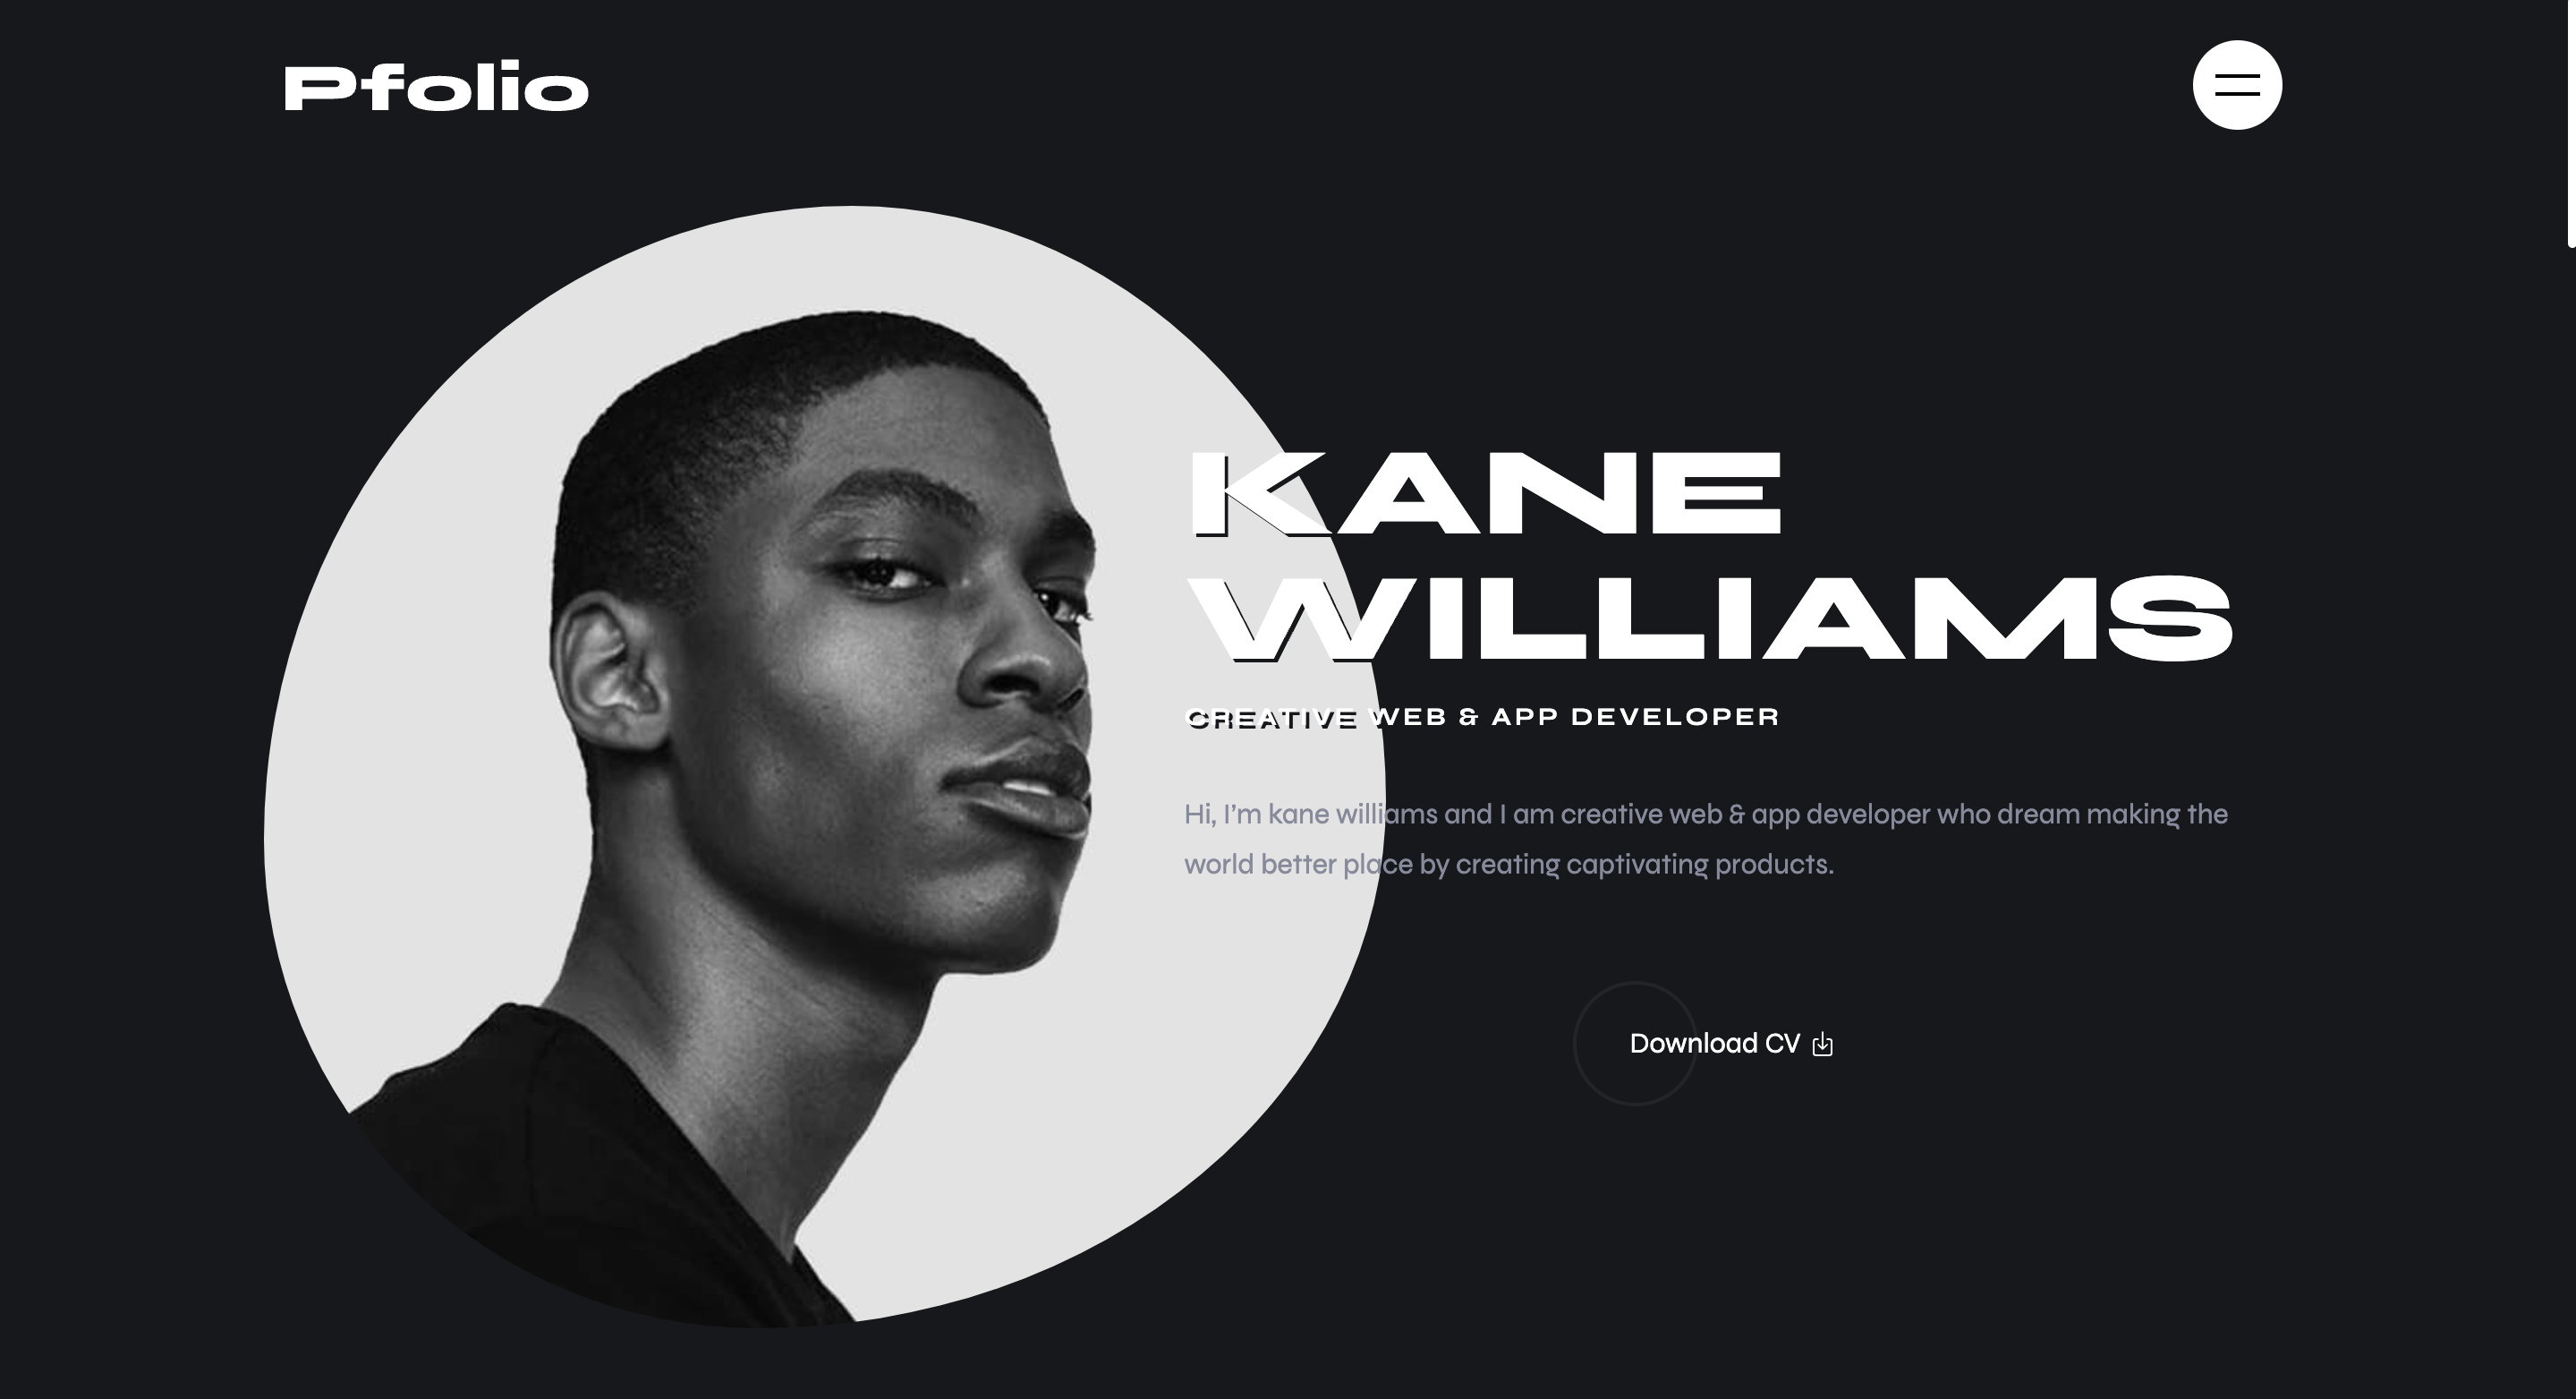 Pfolio
KANE
WILLIAMS
CREATIVE WEB & APP DEVELOPER
Hi, I'm kane williams and I am creative web & app developer who dream making the
world better place by creating captivating products.
Download CV